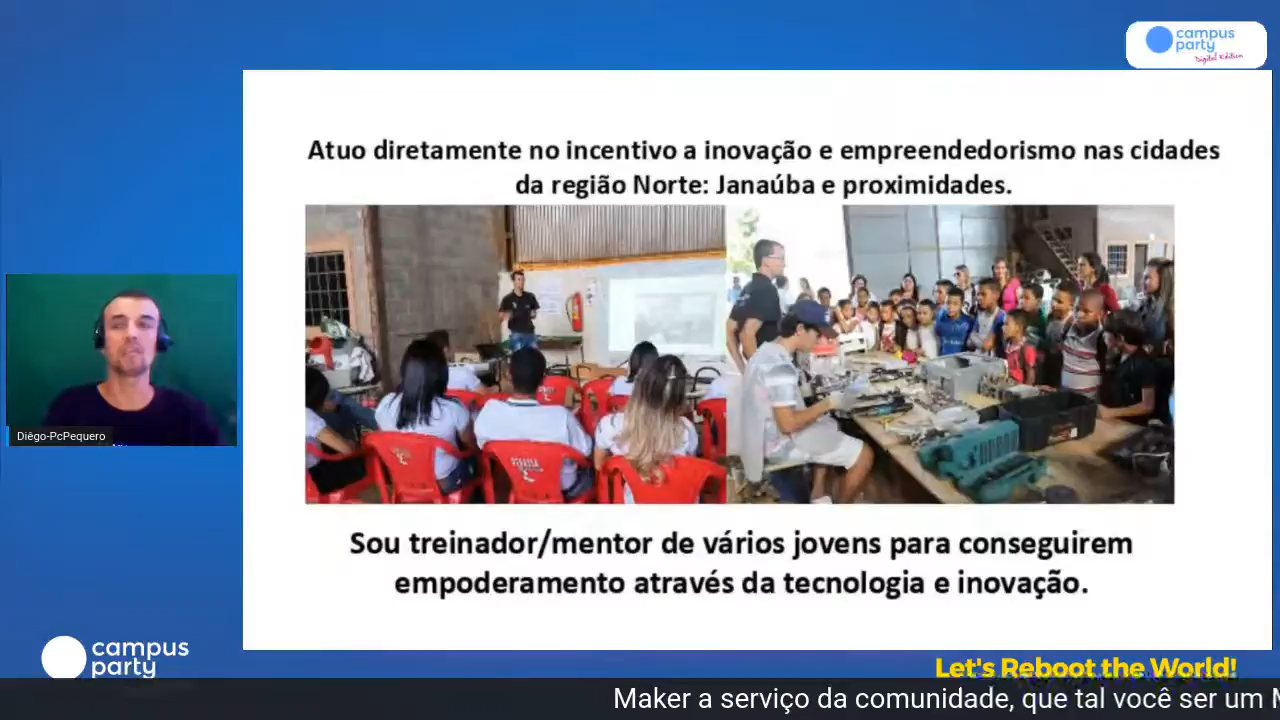 campus
party
Digital Edition
Atuo diretamente no incentivo a inovação e empreendedorismo nas cidades
da região Norte: Janaúba e proximidades.
Diêgo-PcPequero
Sou treinador/mentor de vários jovens para conseguirem
empoderamento através da tecnologia e inovação.
campus
party
Let's Reboot the World!
Maker a serviço da comunidade, que tal você ser um M